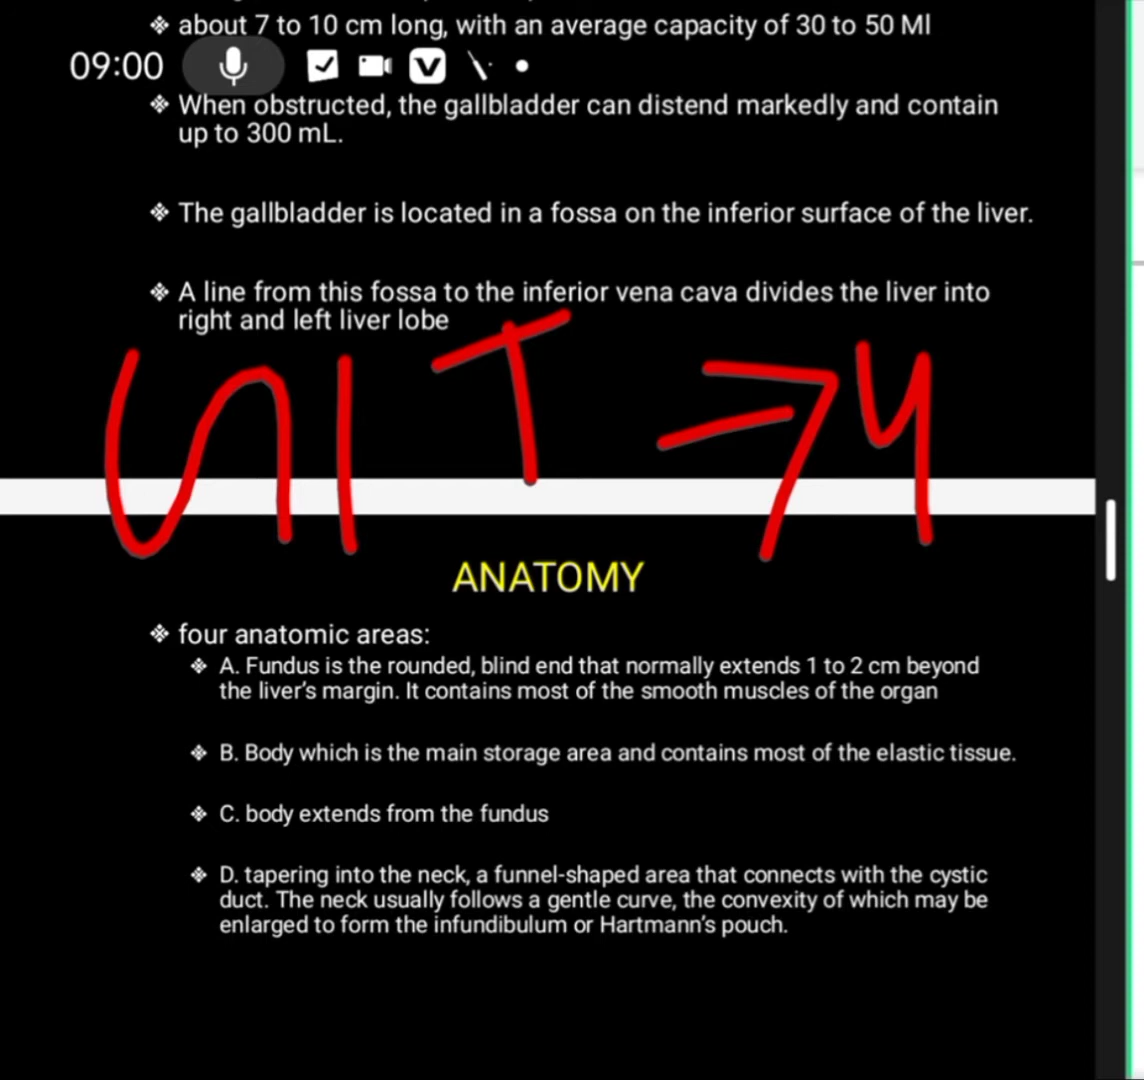 ❖ about 7 to 10 cm long, with an average capacity of 30 to 50 Ml
09:00
❖ When obstructed, the gallbladder can distend markedly and contain
up to 300 mL.
❖ The gallbladder is located in a fossa on the inferior surface of the liver.
❖ A line from this fossa to the inferior vena cava divides the liver into
right and left liver lobe
ANATOMY
❖ four anatomic areas:
❖ A. Fundus is the rounded, blind end that normally extends 1 to 2 cm beyond
the liver's margin. It contains most of the smooth muscles of the organ
❖ B. Body which is the main storage area and contains most of the elastic tissue.
❖ C. body extends from the fundus
❖ D. tapering into the neck, a funnel-shaped area that connects with the cystic
duct. The neck usually follows a gentle curve, the convexity of which may be
enlarged to form the infundibulum or Hartmann's pouch.